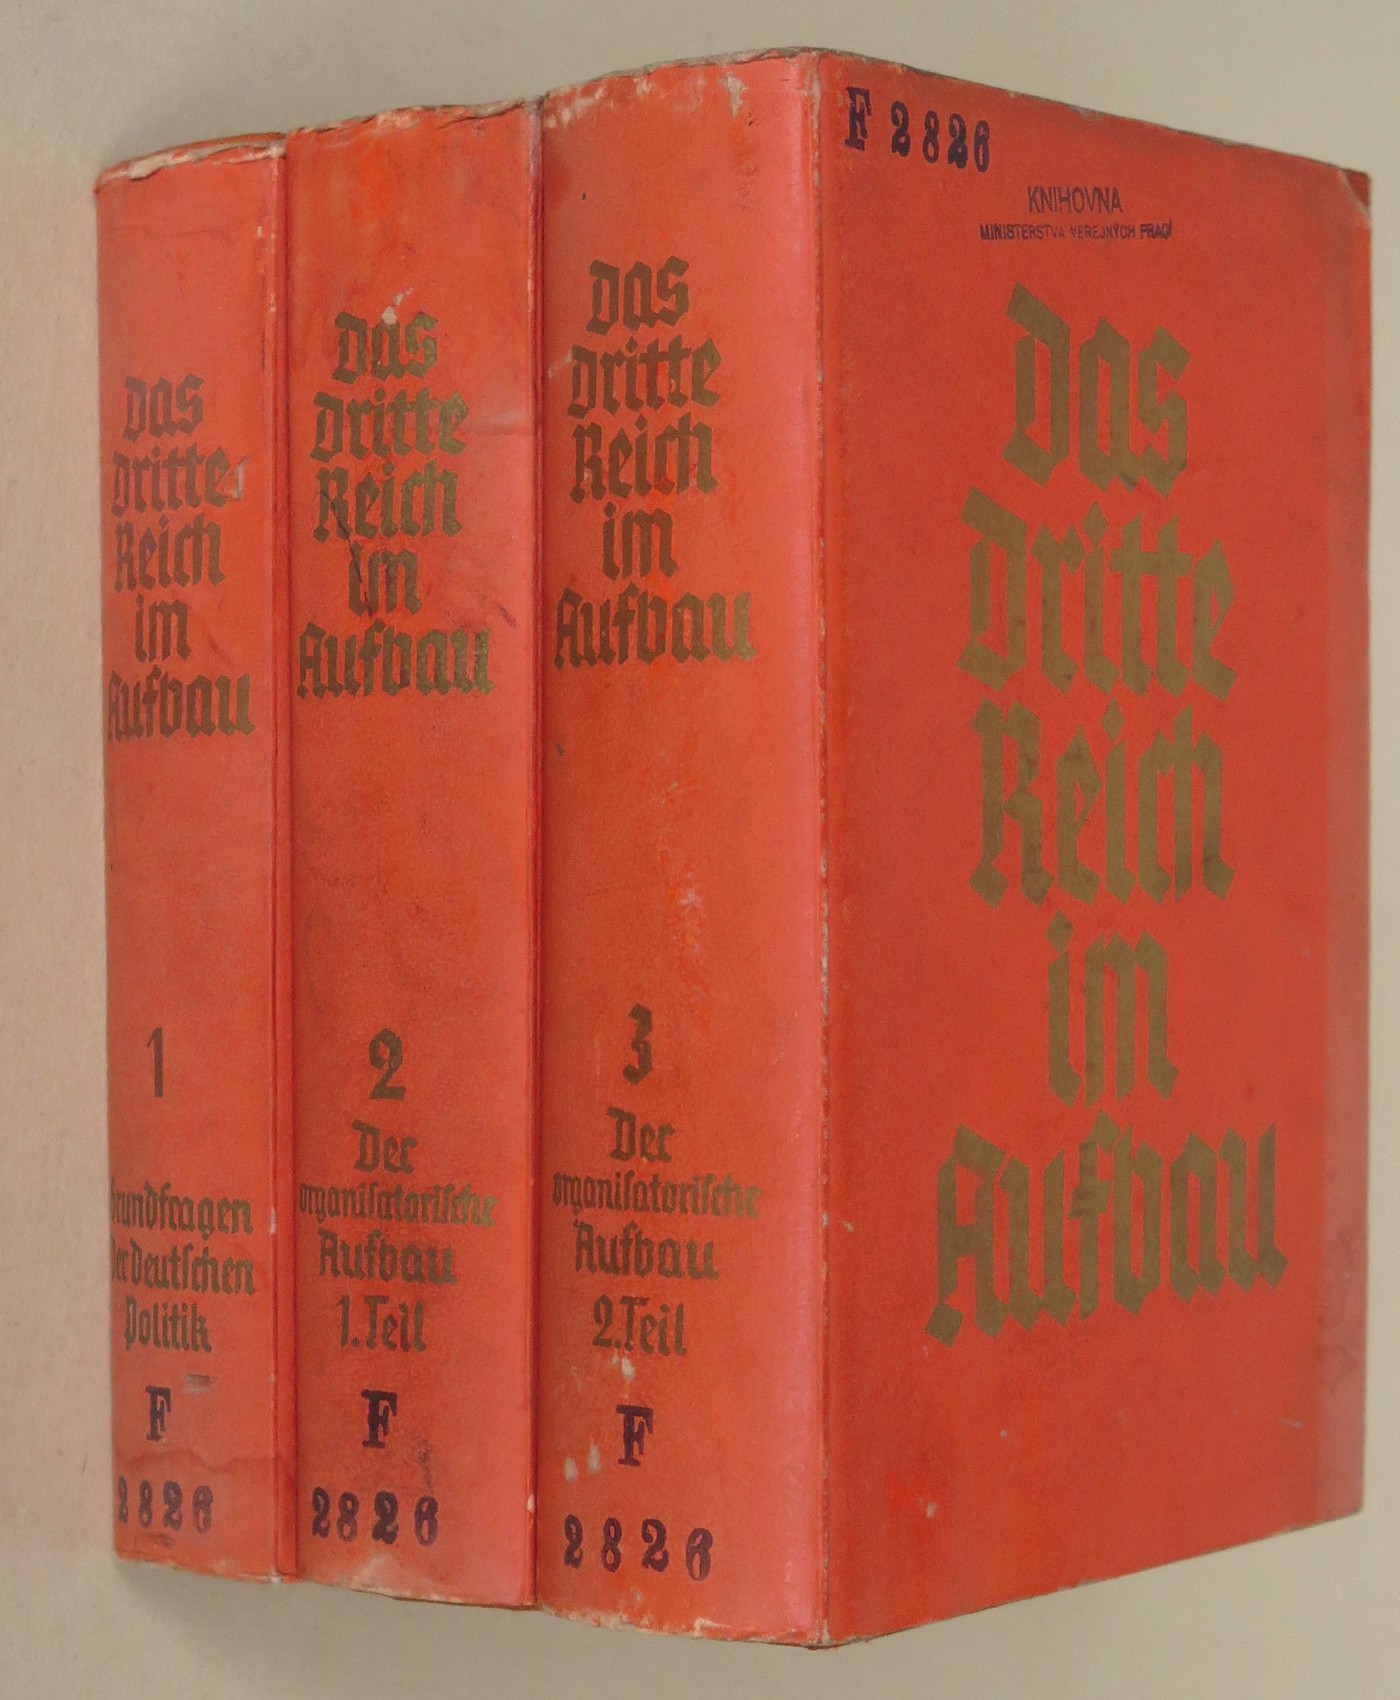 Das
Dritte
Reich
im
Aufbau
1
Grundfragen
der Deutschen
Politik
F
2826
Das
Dritte
Reich
im
Aufbau
2
Der
organisatorische
Aufbau
1. Teil
F
2826
Das
Dritte
Reich
im
Aufbau
3
Der
organisatorische
Aufbau
2. Teil
F
2826
F 2826
KNIHOVNA
MINISTERSTVA VEŘEJNÝCH PRACÍ
Das
Dritte
Reich
im
Aufbau